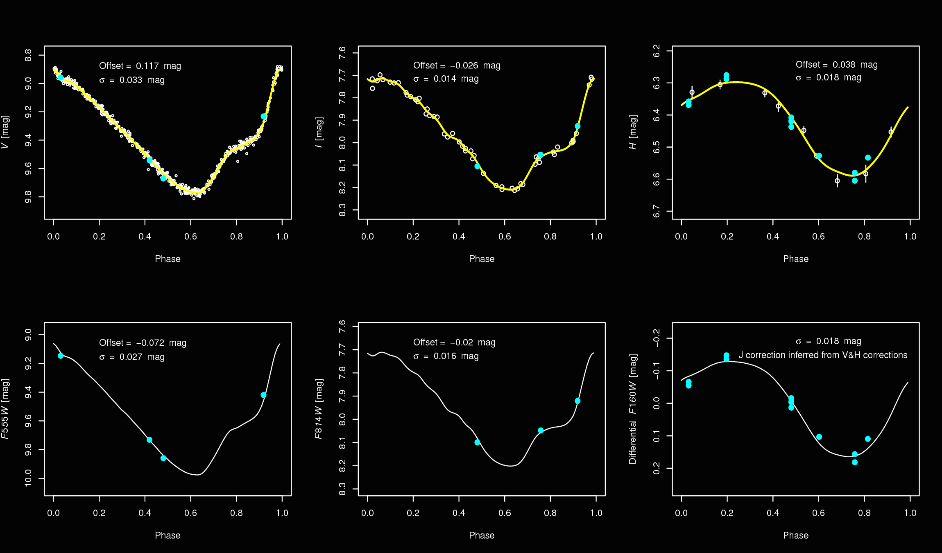 Offset = 0.117 mag
σ = 0.033 mag
V [mag]
8.8
9.0
9.2
9.4
9.6
9.8
0.0 0.2 0.4 0.6 0.8 1.0
Phase
Offset = −0.026 mag
σ = 0.014 mag
I [mag]
7.6
7.7
7.8
7.9
8.0
8.1
8.2
8.3
0.0 0.2 0.4 0.6 0.8 1.0
Phase
Offset = 0.038 mag
σ = 0.018 mag
H [mag]
6.2
6.3
6.4
6.5
6.6
6.7
0.0 0.2 0.4 0.6 0.8 1.0
Phase
Offset = −0.072 mag
σ = 0.027 mag
F555W [mag]
9.0
9.2
9.4
9.6
9.8
10.0
0.0 0.2 0.4 0.6 0.8 1.0
Phase
Offset = −0.02 mag
σ = 0.016 mag
F814W [mag]
7.6
7.7
7.8
7.9
8.0
8.1
8.2
8.3
0.0 0.2 0.4 0.6 0.8 1.0
Phase
σ = 0.018 mag
J correction inferred from V&H corrections
Differential F160W [mag]
−0.2
−0.1
0.0
0.1
0.2
0.0 0.2 0.4 0.6 0.8 1.0
Phase